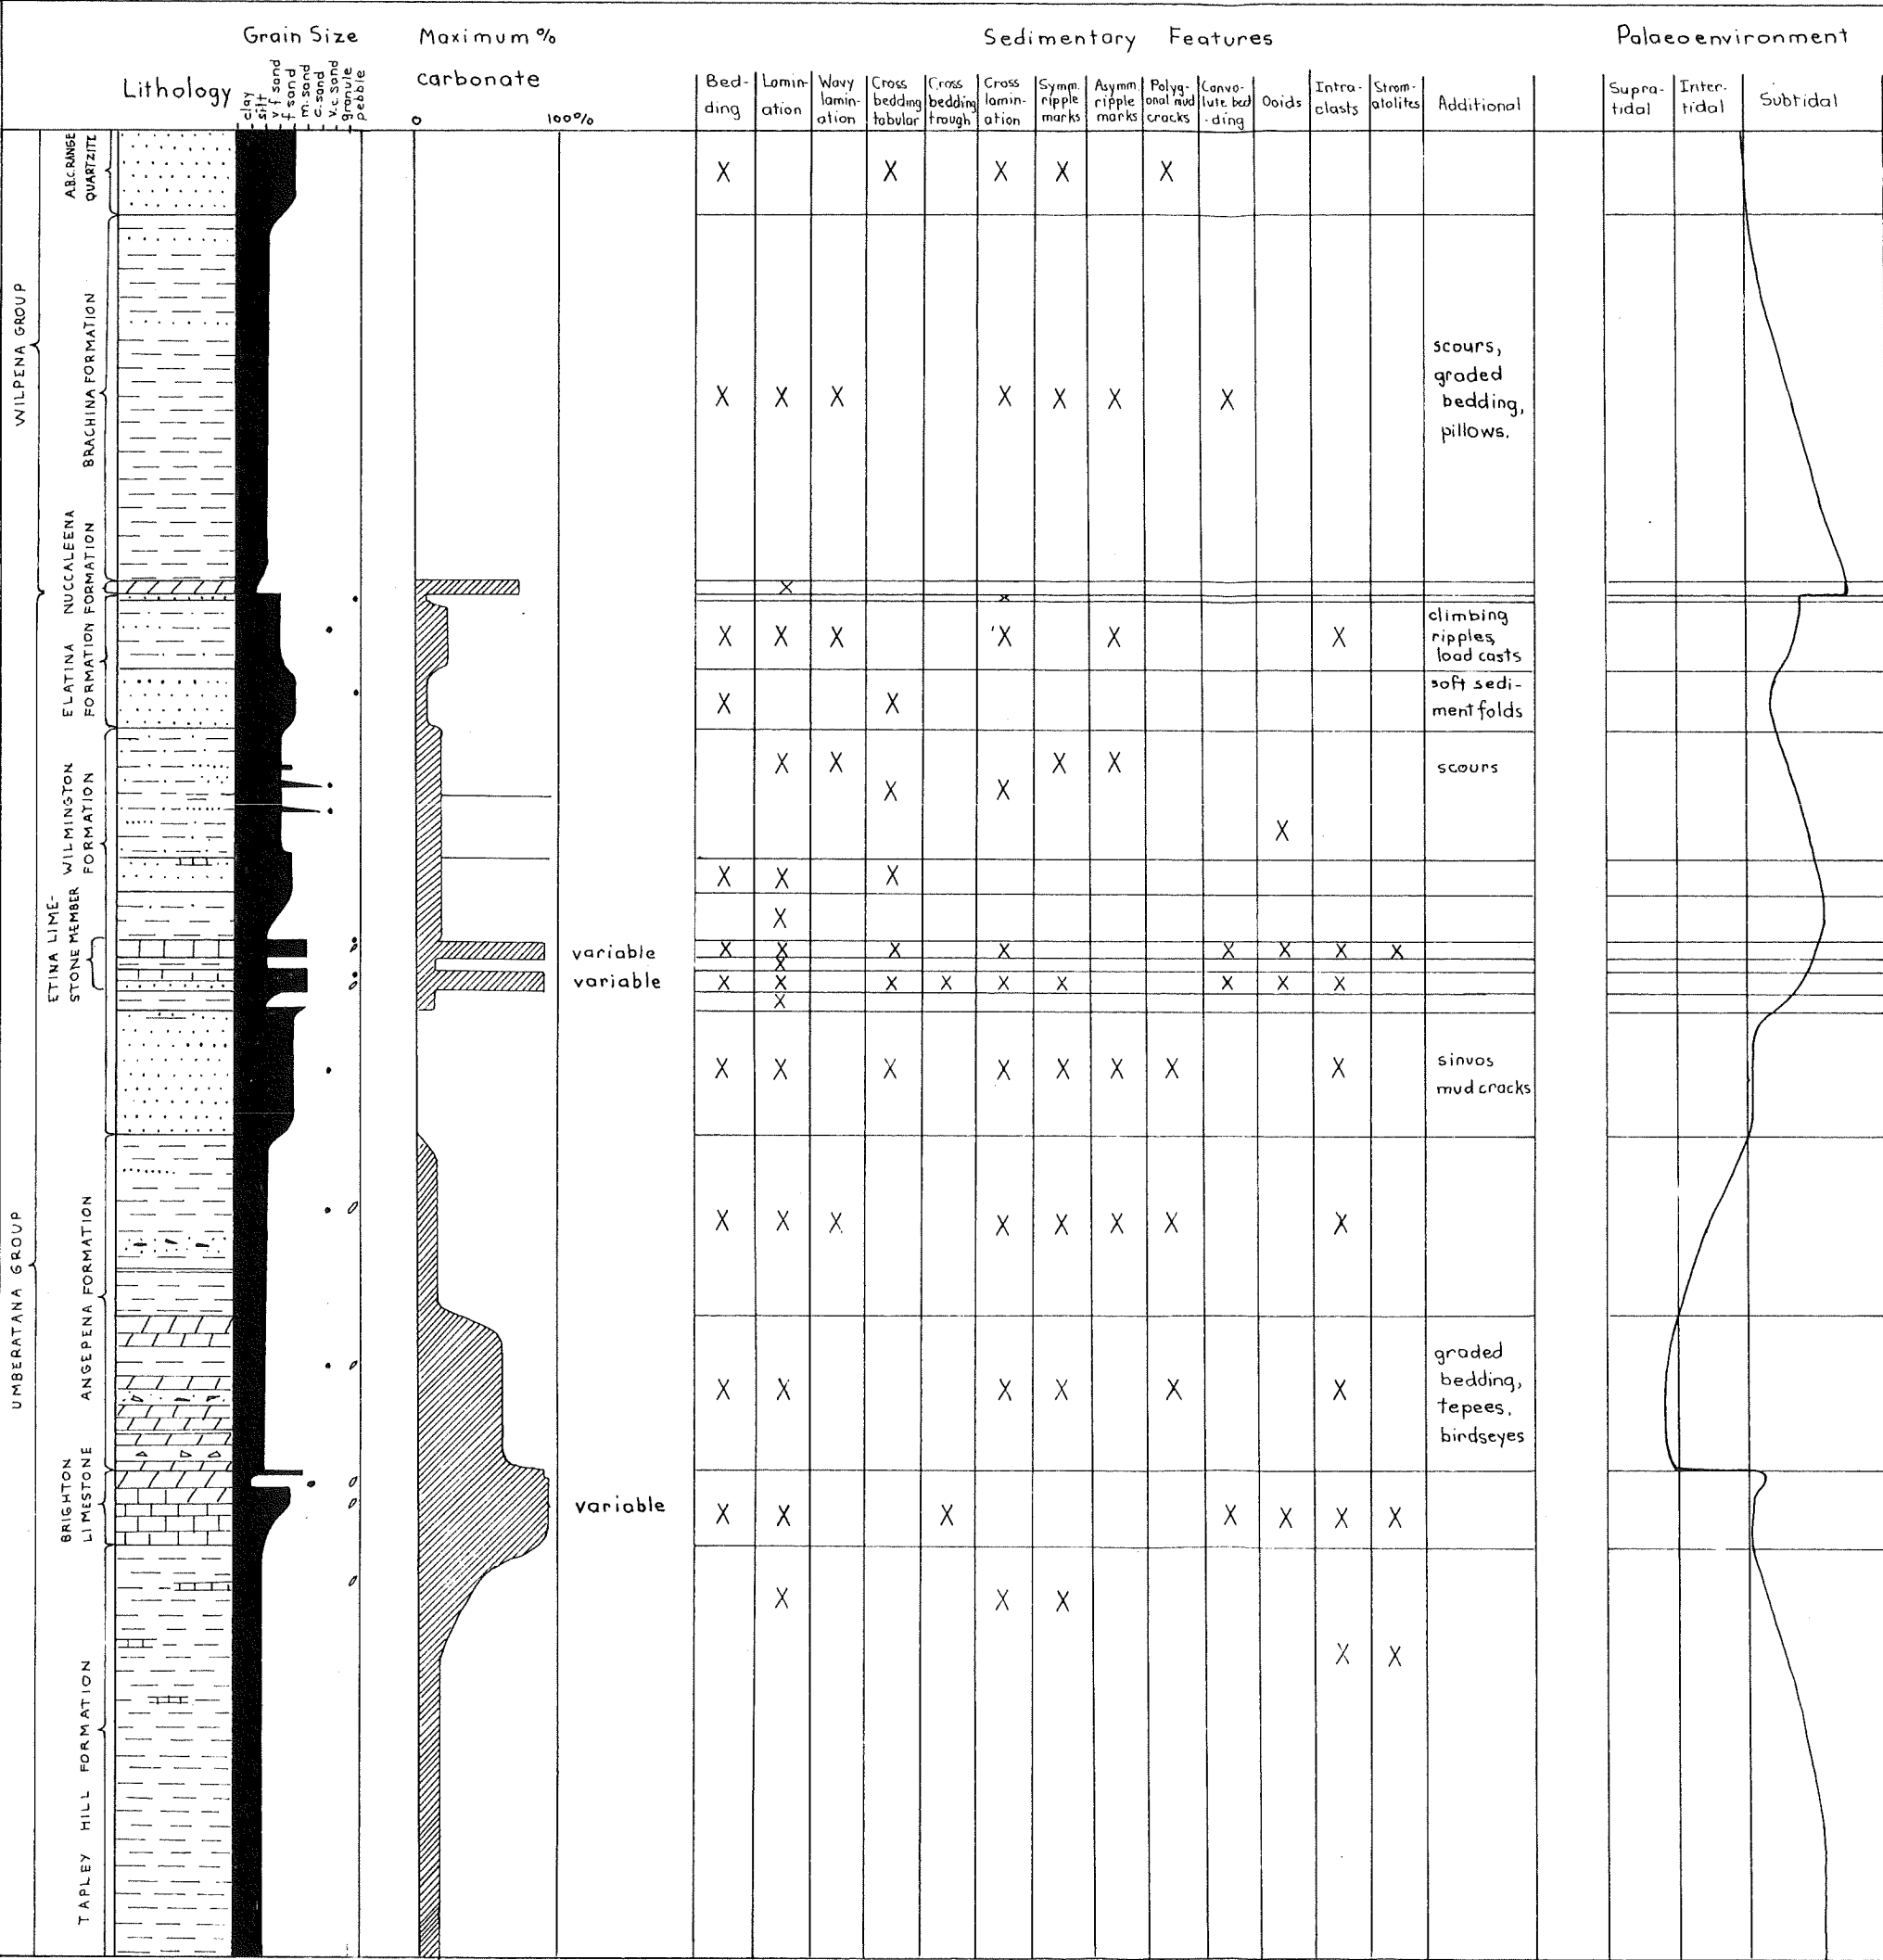 Grain Size
Maximum %
carbonate
Sedimentary Features
Palaeoenvironment
Lithology
clay
silt
v.f. sand
f. sand
m. sand
c. sand
v.c. sand
granule
pebble
0
100%
Bed-
ding
Lamin-
ation
Wavy
lamin-
ation
Cross
bedding
tabular
Cross
bedding
trough
Cross
lamin-
ation
Symm.
ripple
marks
Asymm.
ripple
marks
Polyg-
onal mud
cracks
Convo-
lute bed
-ding
Ooids
Intra-
clasts
Strom-
atolites
Additional
Supra-
tidal
Inter-
tidal
Subtidal
WILPENA GROUP
A.B.C. RANGE
QUARTZITE
X X X X X
BRACHINA FORMATION
X X X X X X X
scours,
graded
bedding,
pillows.
NUCCALEENA
FORMATION
X
X
ELATINA
FORMATION
X X X X X X
climbing
ripples,
load casts
X X
soft sedi-
ment folds
UMBERATANA GROUP
WILMINGTON
FORMATION
X X X X
scours
X X
X
X X X
X
ETINA LIME-
STONE MEMBER
variable
X X X X X X X X
X
variable
X X X X X X X X X
X
X X X X X X X X
sinuos
mud cracks
ANGEPENA FORMATION
X X X X X X X X
X X X X X X
graded
bedding,
tepees,
birdseyes
BRIGHTON
LIMESTONE
variable
X X X X X X X
TAPLEY HILL FORMATION
X X X
X X